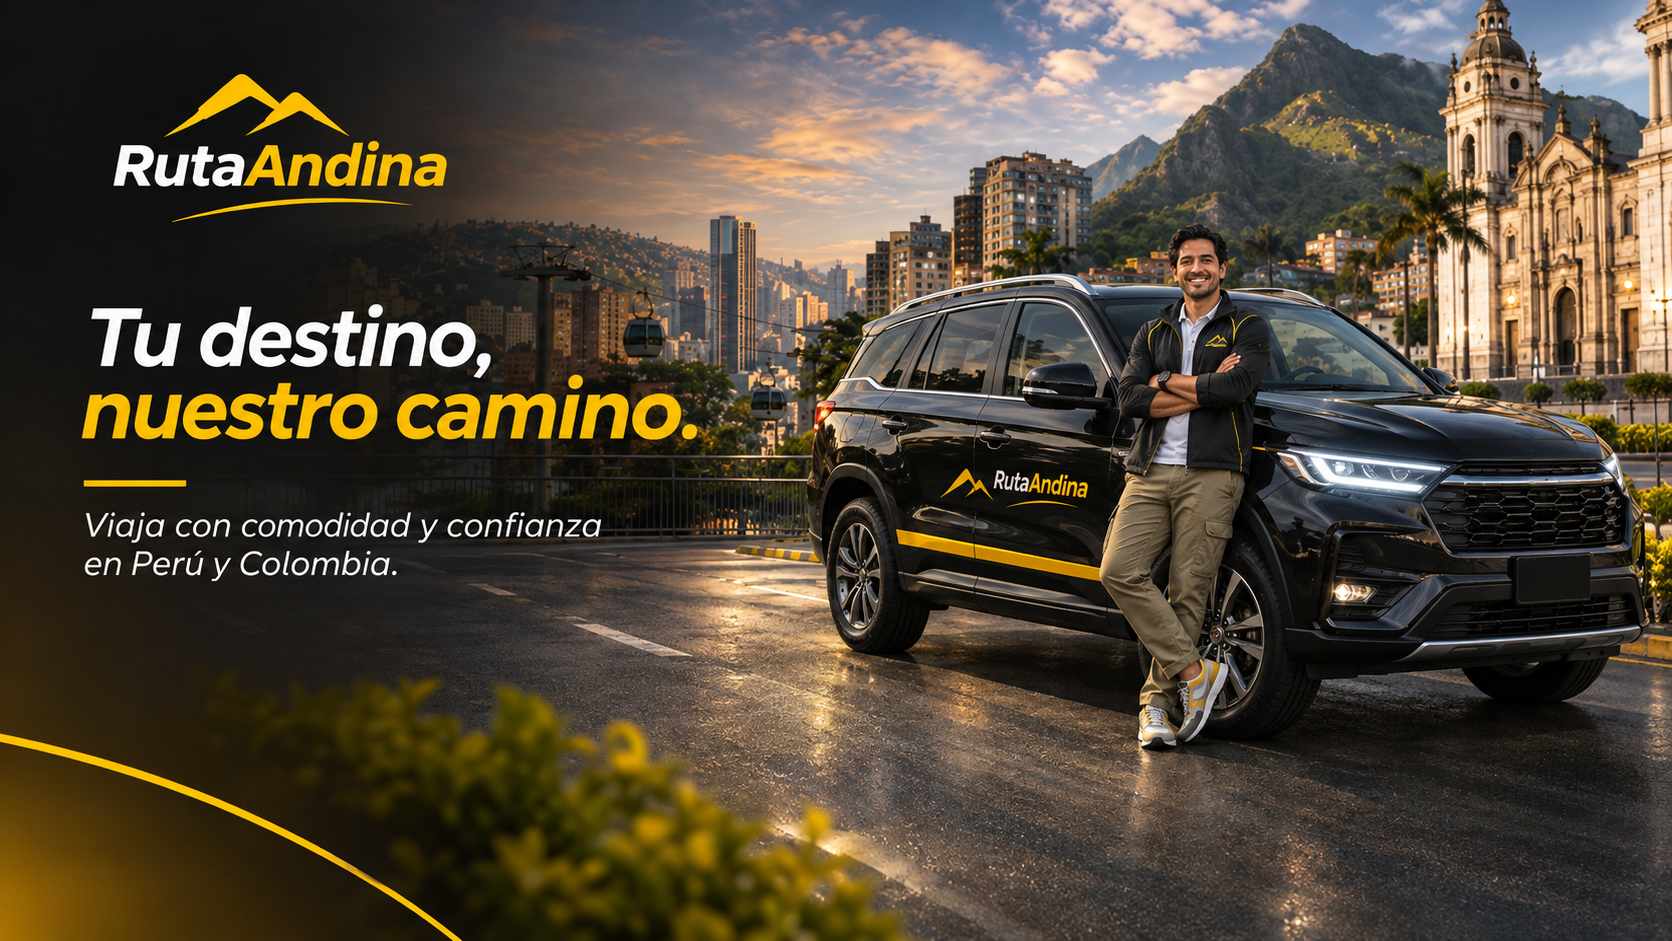 RutaAndina
Tu destino,
nuestro camino.
Viaja con comodidad y confianza
en Perú y Colombia.
RutaAndina